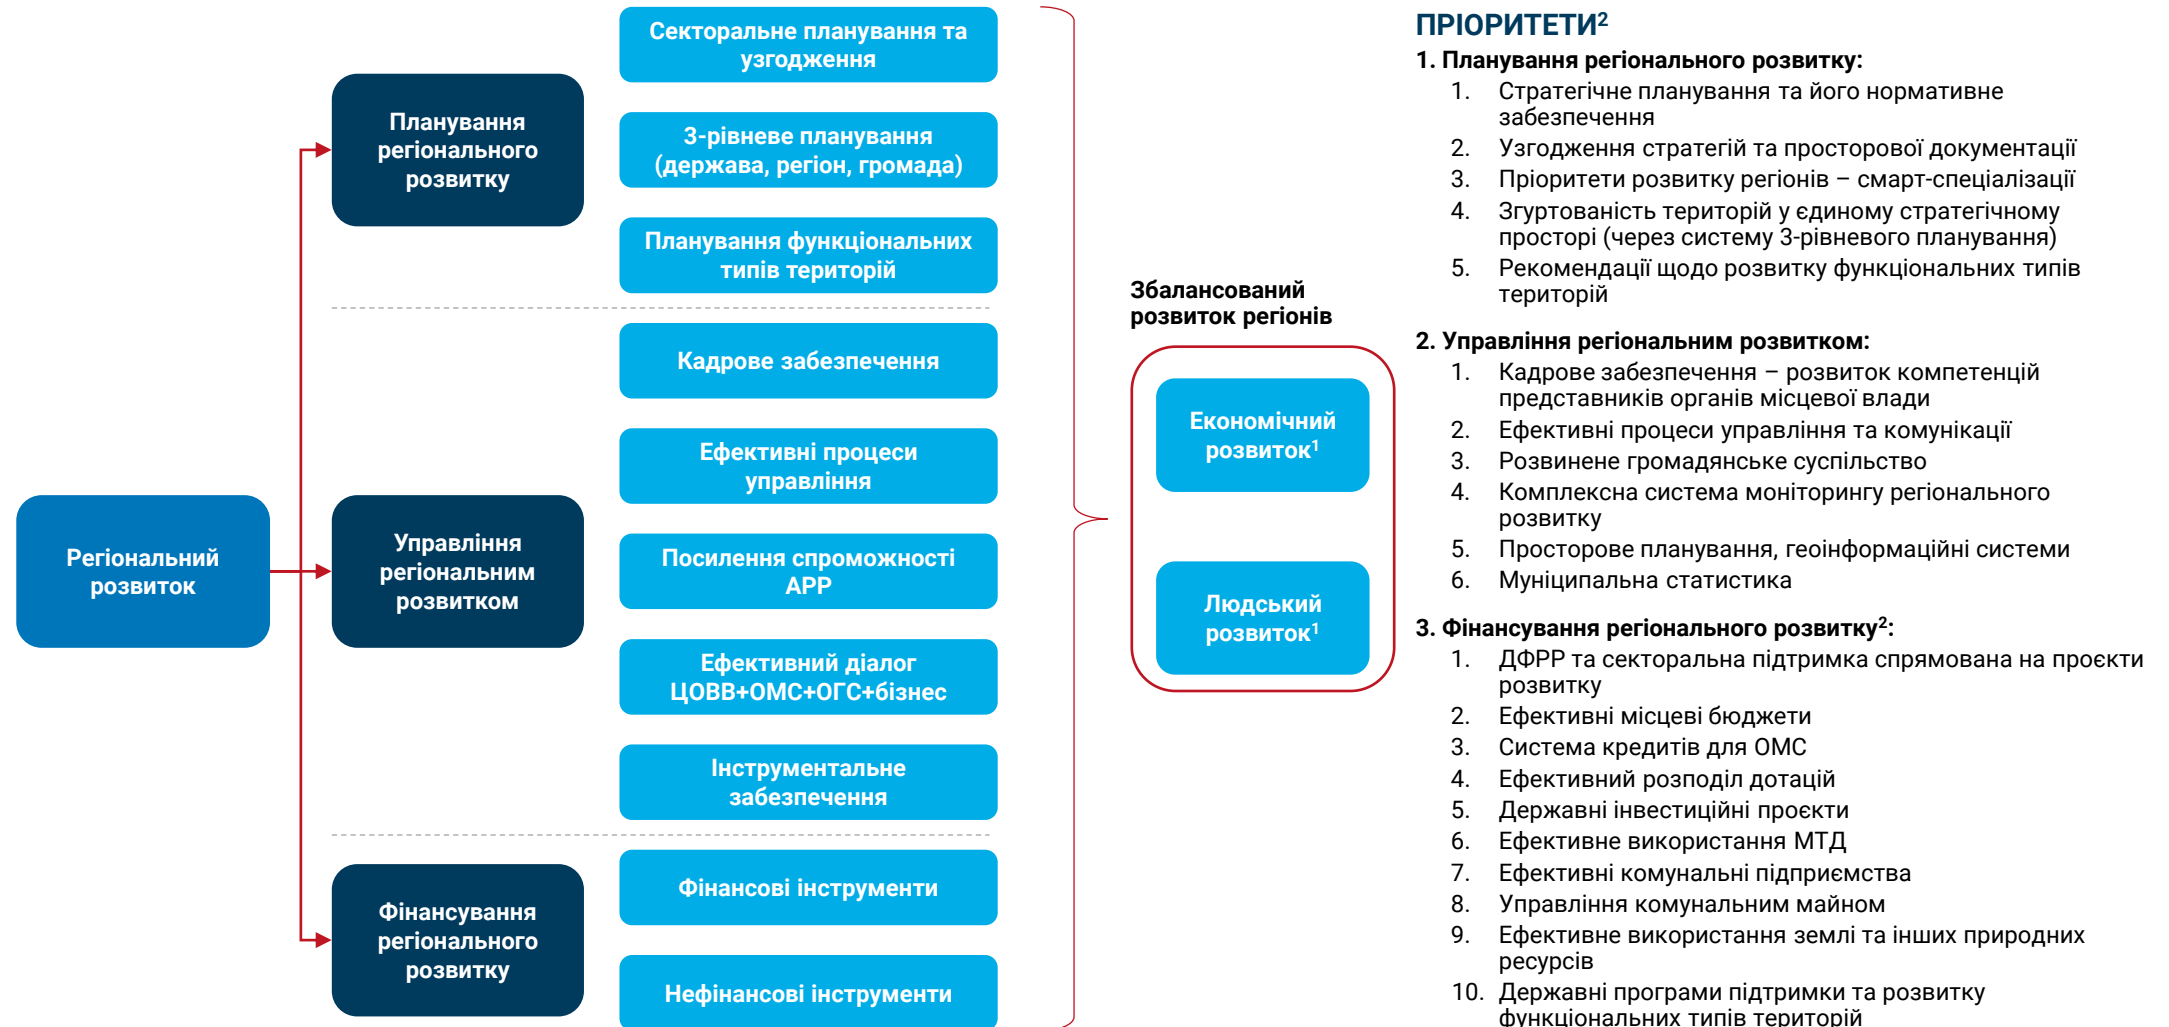 Регіональний
розвиток
Планування
регіонального
розвитку
Управління
регіональним
розвитком
Фінансування
регіонального
розвитку
Секторальне планування та
узгодження
3-рівневе планування
(держава, регіон, громада)
Планування функціональних
типів територій
Кадрове забезпечення
Ефективні процеси
управління
Посилення спроможності
АРР
Ефективний діалог
ЦОВВ+ОМС+ОГС+бізнес
Інструментальне
забезпечення
Фінансові інструменти
Нефінансові інструменти
Збалансований
розвиток регіонів
Економічний
розвиток¹
Людський
розвиток¹
ПРІОРИТЕТИ²
1. Планування регіонального розвитку:
1. Стратегічне планування та його нормативне
забезпечення
2. Узгодження стратегій та просторової документації
3. Пріоритети розвитку регіонів – смарт-спеціалізації
4. Згуртованість територій у єдиному стратегічному
просторі (через систему 3-рівневого планування)
5. Рекомендації щодо розвитку функціональних типів
територій
2. Управління регіональним розвитком:
1. Кадрове забезпечення – розвиток компетенцій
представників органів місцевої влади
2. Ефективні процеси управління та комунікації
3. Розвинене громадянське суспільство
4. Комплексна система моніторингу регіонального
розвитку
5. Просторове планування, геоінформаційні системи
6. Муніципальна статистика
3. Фінансування регіонального розвитку²:
1. ДФРР та секторальна підтримка спрямована на проєкти
розвитку
2. Ефективні місцеві бюджети
3. Система кредитів для ОМС
4. Ефективний розподіл дотацій
5. Державні інвестиційні проєкти
6. Ефективне використання МТД
7. Ефективні комунальні підприємства
8. Управління комунальним майном
9. Ефективне використання землі та інших природних
ресурсів
10. Державні програми підтримки та розвитку
функціональних типів територій